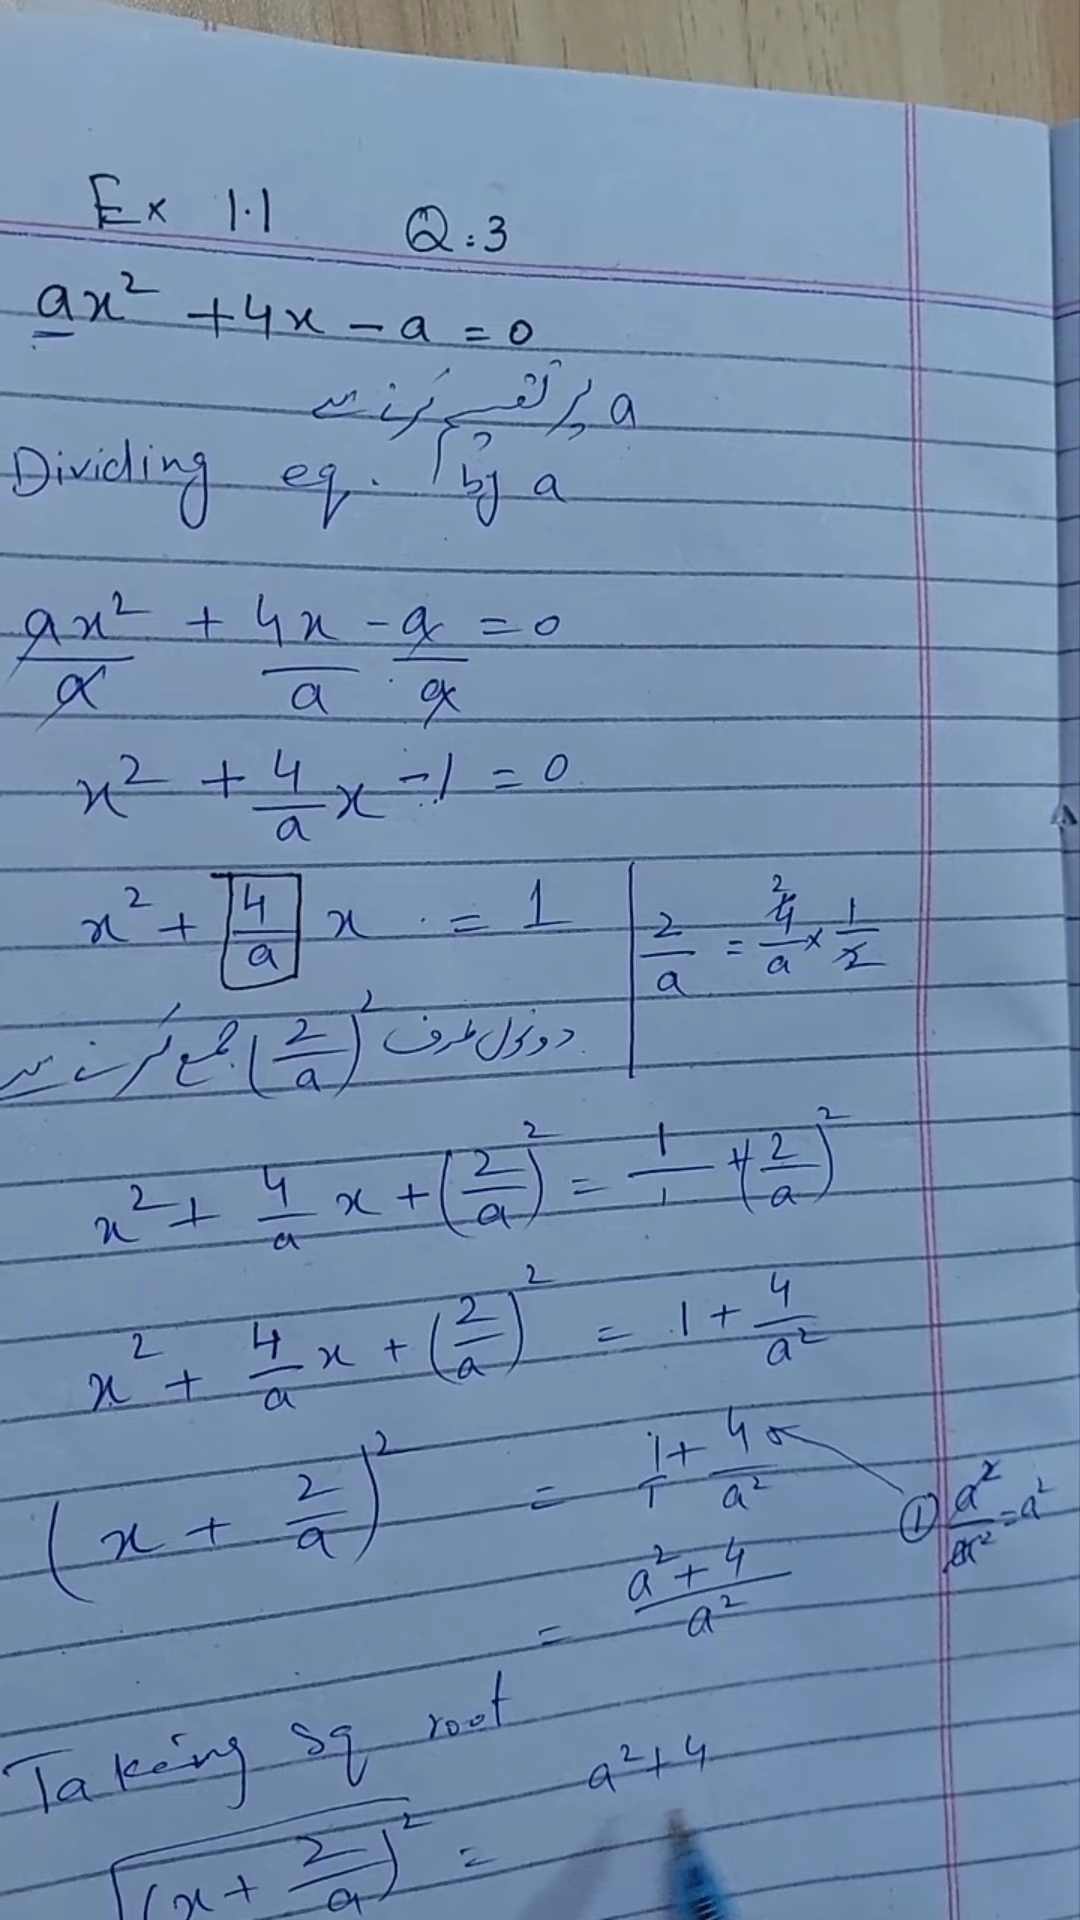 Ex 1.1 Q:3
ax² + 4x - a = 0
a پر تقسیم کرنے سے
Dividing eq. by a
ax²/a + 4x/a - a/a = 0
x² + 4/a x - 1 = 0
x² + 4/a x = 1
2/a = 4/a × 1/2
2
دونوں طرف (2/a)² جمع کرنے سے
x² + 4/a x + (2/a)² = 1/1 + (2/a)²
x² + 4/a x + (2/a)² = 1 + 4/a²
(x + 2/a)² = 1/1 + 4/a²
① a²/a² = a²
= a² + 4/a²
Taking sq root
√(x + 2/a)² = a² + 4